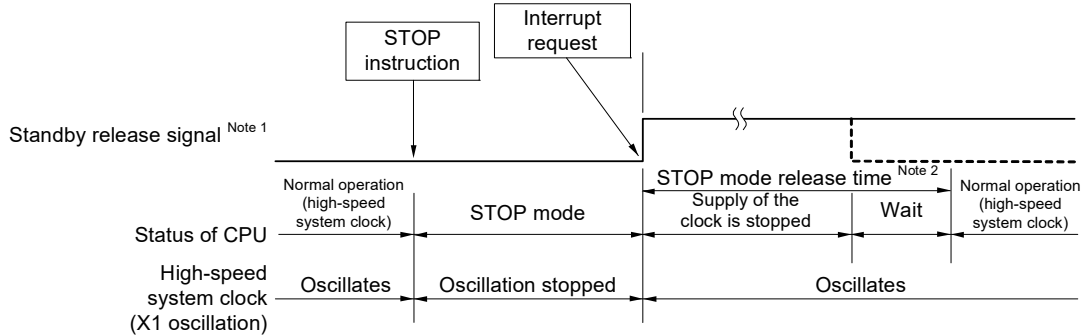 STOP
instruction
Interrupt
request
Standby release signal Note 1
STOP mode release time Note 2
Normal operation
(high-speed
system clock)
STOP mode
Supply of the
clock is stopped
Wait
Normal operation
(high-speed
system clock)
Status of CPU
High-speed
system clock
(X1 oscillation)
Oscillates
Oscillation stopped
Oscillates